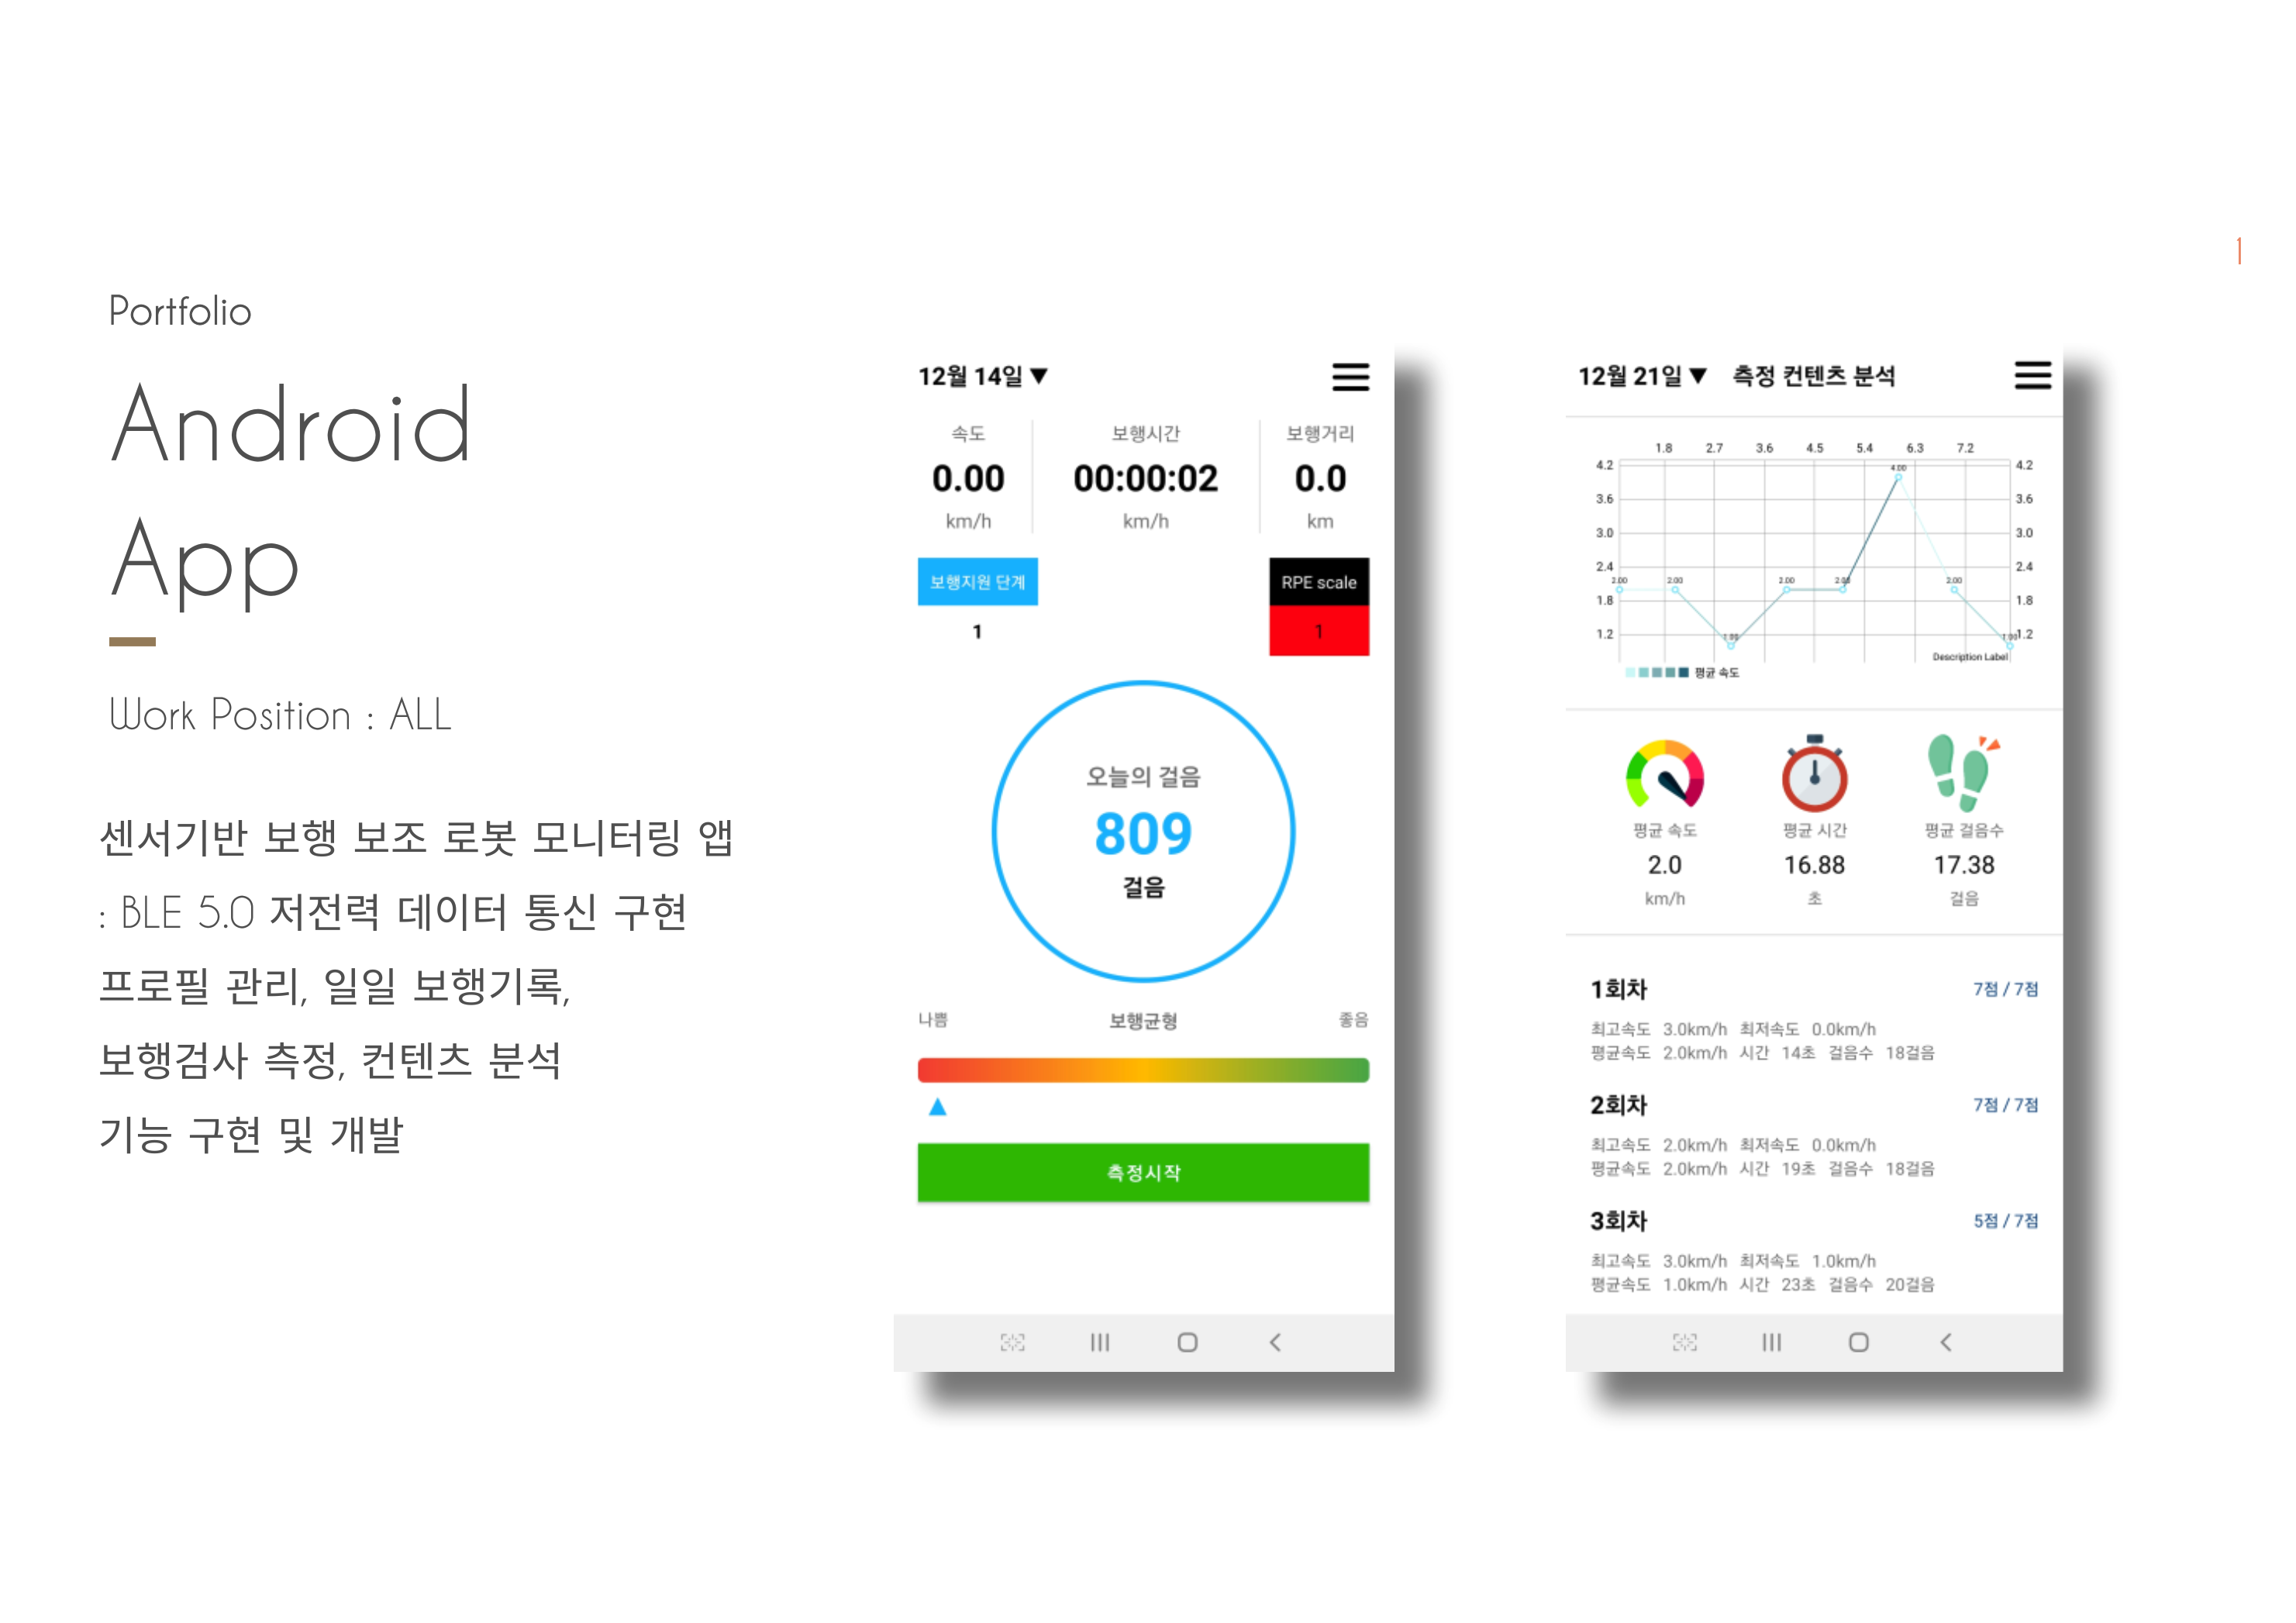 1
Portfolio
Android
App
Work Position : ALL
센서기반 보행 보조 로봇 모니터링 앱
: BLE 5.0 저전력 데이터 통신 구현
프로필 관리, 일일 보행기록,
보행검사 측정, 컨텐츠 분석
기능 구현 및 개발
12월 14일 ▼
속도 보행시간 보행거리
0.00 00:00:02 0.0
km/h km/h km
보행지원 단계 RPE scale
1 1
오늘의 걸음
809
걸음
나쁨 보행균형 좋음
측정시작
12월 21일 ▼ 측정 컨텐츠 분석
1.8 2.7 3.6 4.5 5.4 6.3 7.2
4.2 4.00 4.2
3.6 3.6
3.0 3.0
2.4 2.4
2.00 2.00 2.00 2.00 2.00
1.8 1.8
1.2 1.00 1.00 1.2
Description Label
평균 속도
평균 속도 평균 시간 평균 걸음수
2.0 16.88 17.38
km/h 초 걸음
1회차 7점 / 7점
최고속도 3.0km/h 최저속도 0.0km/h
평균속도 2.0km/h 시간 14초 걸음수 18걸음
2회차 7점 / 7점
최고속도 2.0km/h 최저속도 0.0km/h
평균속도 2.0km/h 시간 19초 걸음수 18걸음
3회차 5점 / 7점
최고속도 3.0km/h 최저속도 1.0km/h
평균속도 1.0km/h 시간 23초 걸음수 20걸음